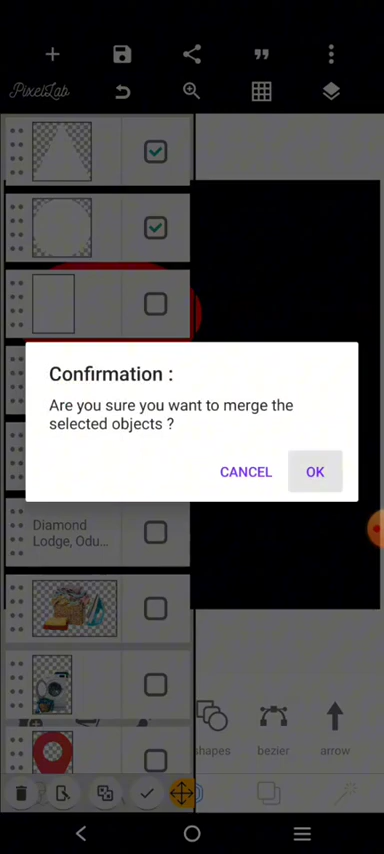 PixelLab
Confirmation :
Are you sure you want to merge the
selected objects ?
CANCEL
OK
Diamond
Lodge, Odu...
shapes
bezier
arrow